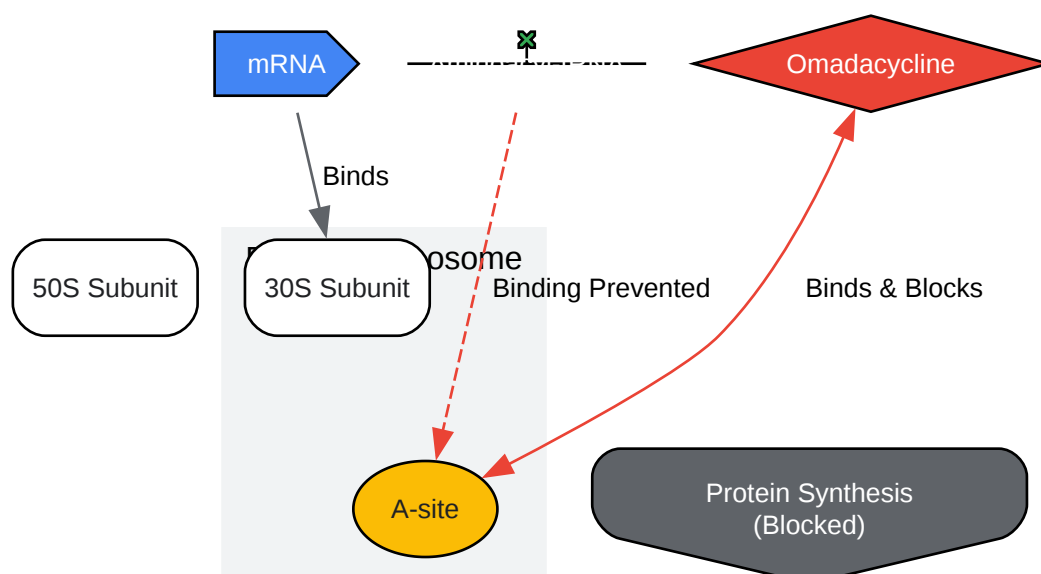 mRNA
Omadacycline
Binds
osome
50S Subunit
30S Subunit
Binding Prevented
Binds & Blocks
A-site
Protein Synthesis
(Blocked)